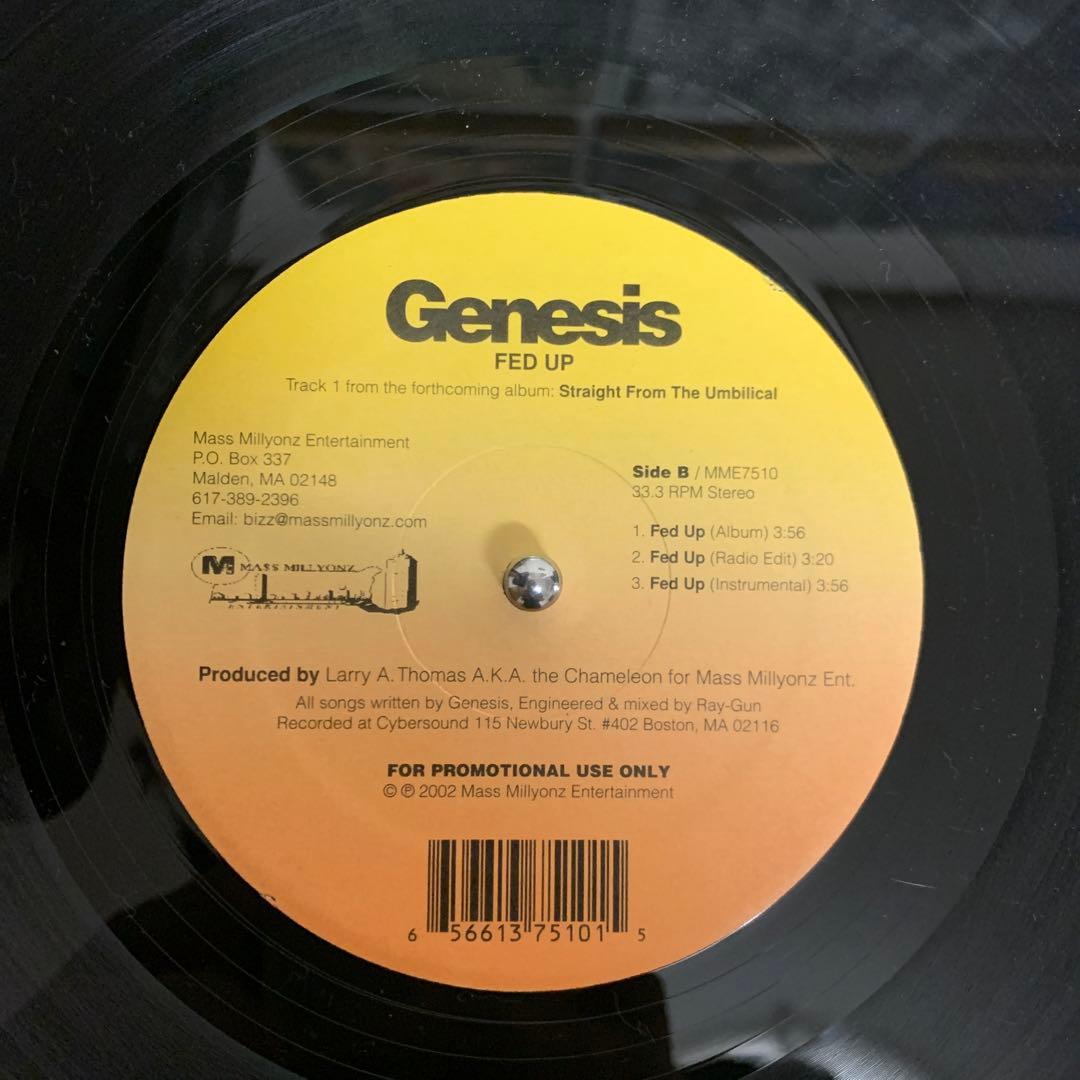 Genesis
FED UP
Track 1 from the forthcoming album: Straight From The Umbilical
Mass Millyonz Entertainment
P.O. Box 337
Malden, MA 02148
617-389-2396
Email: bizz@massmillyonz.com
M MA$$ MILLYONZ
ENTERTAINMENT
Side B / MME7510
33.3 RPM Stereo
1. Fed Up (Album) 3:56
2. Fed Up (Radio Edit) 3:20
3. Fed Up (Instrumental) 3:56
Produced by Larry A. Thomas A.K.A. the Chameleon for Mass Millyonz Ent.
All songs written by Genesis, Engineered & mixed by Ray-Gun
Recorded at Cybersound 115 Newbury St. #402 Boston, MA 02116
FOR PROMOTIONAL USE ONLY
© ℗ 2002 Mass Millyonz Entertainment
6 56613 75101 5